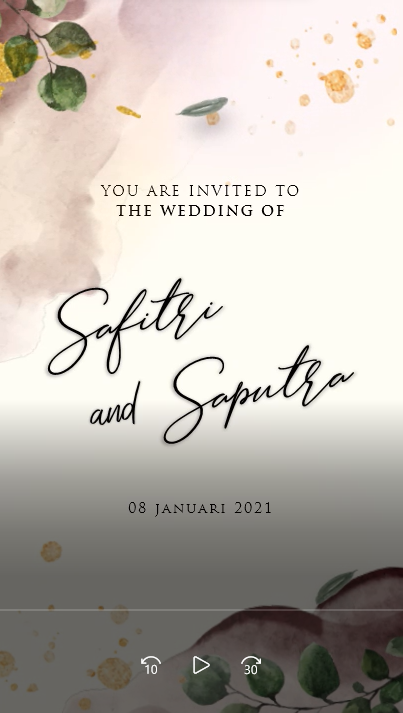 YOU ARE INVITED TO
THE WEDDING OF
Safitri
and Saputra
08 JANUARI 2021
10 30